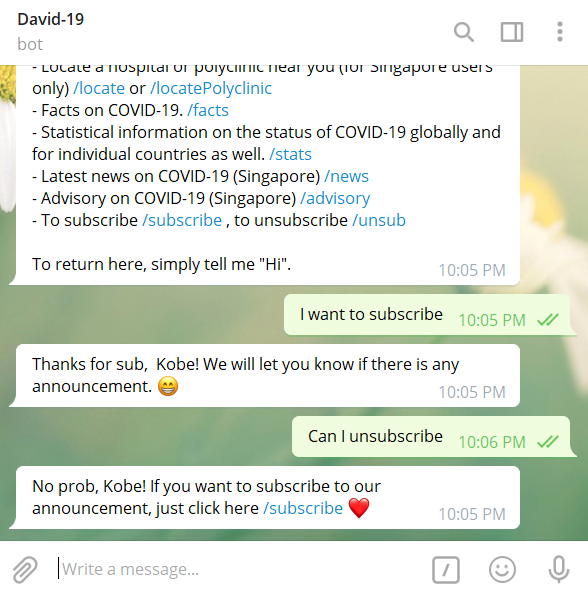 David-19
bot
- Locate a hospital or polyclinic near you (for Singapore users
only) /locate or /locatePolyclinic
- Facts on COVID-19. /facts
- Statistical information on the status of COVID-19 globally and
for individual countries as well. /stats
- Latest news on COVID-19 (Singapore) /news
- Advisory on COVID-19 (Singapore) /advisory
- To subscribe /subscribe , to unsubscribe /unsub
To return here, simply tell me "Hi".
10:05 PM
I want to subscribe 10:05 PM
Thanks for sub,  Kobe! We will let you know if there is any
announcement. 😁
10:05 PM
Can I unsubscribe 10:06 PM
No prob, Kobe! If you want to subscribe to our
announcement, just click here /subscribe ❤️
10:05 PM
Write a message...